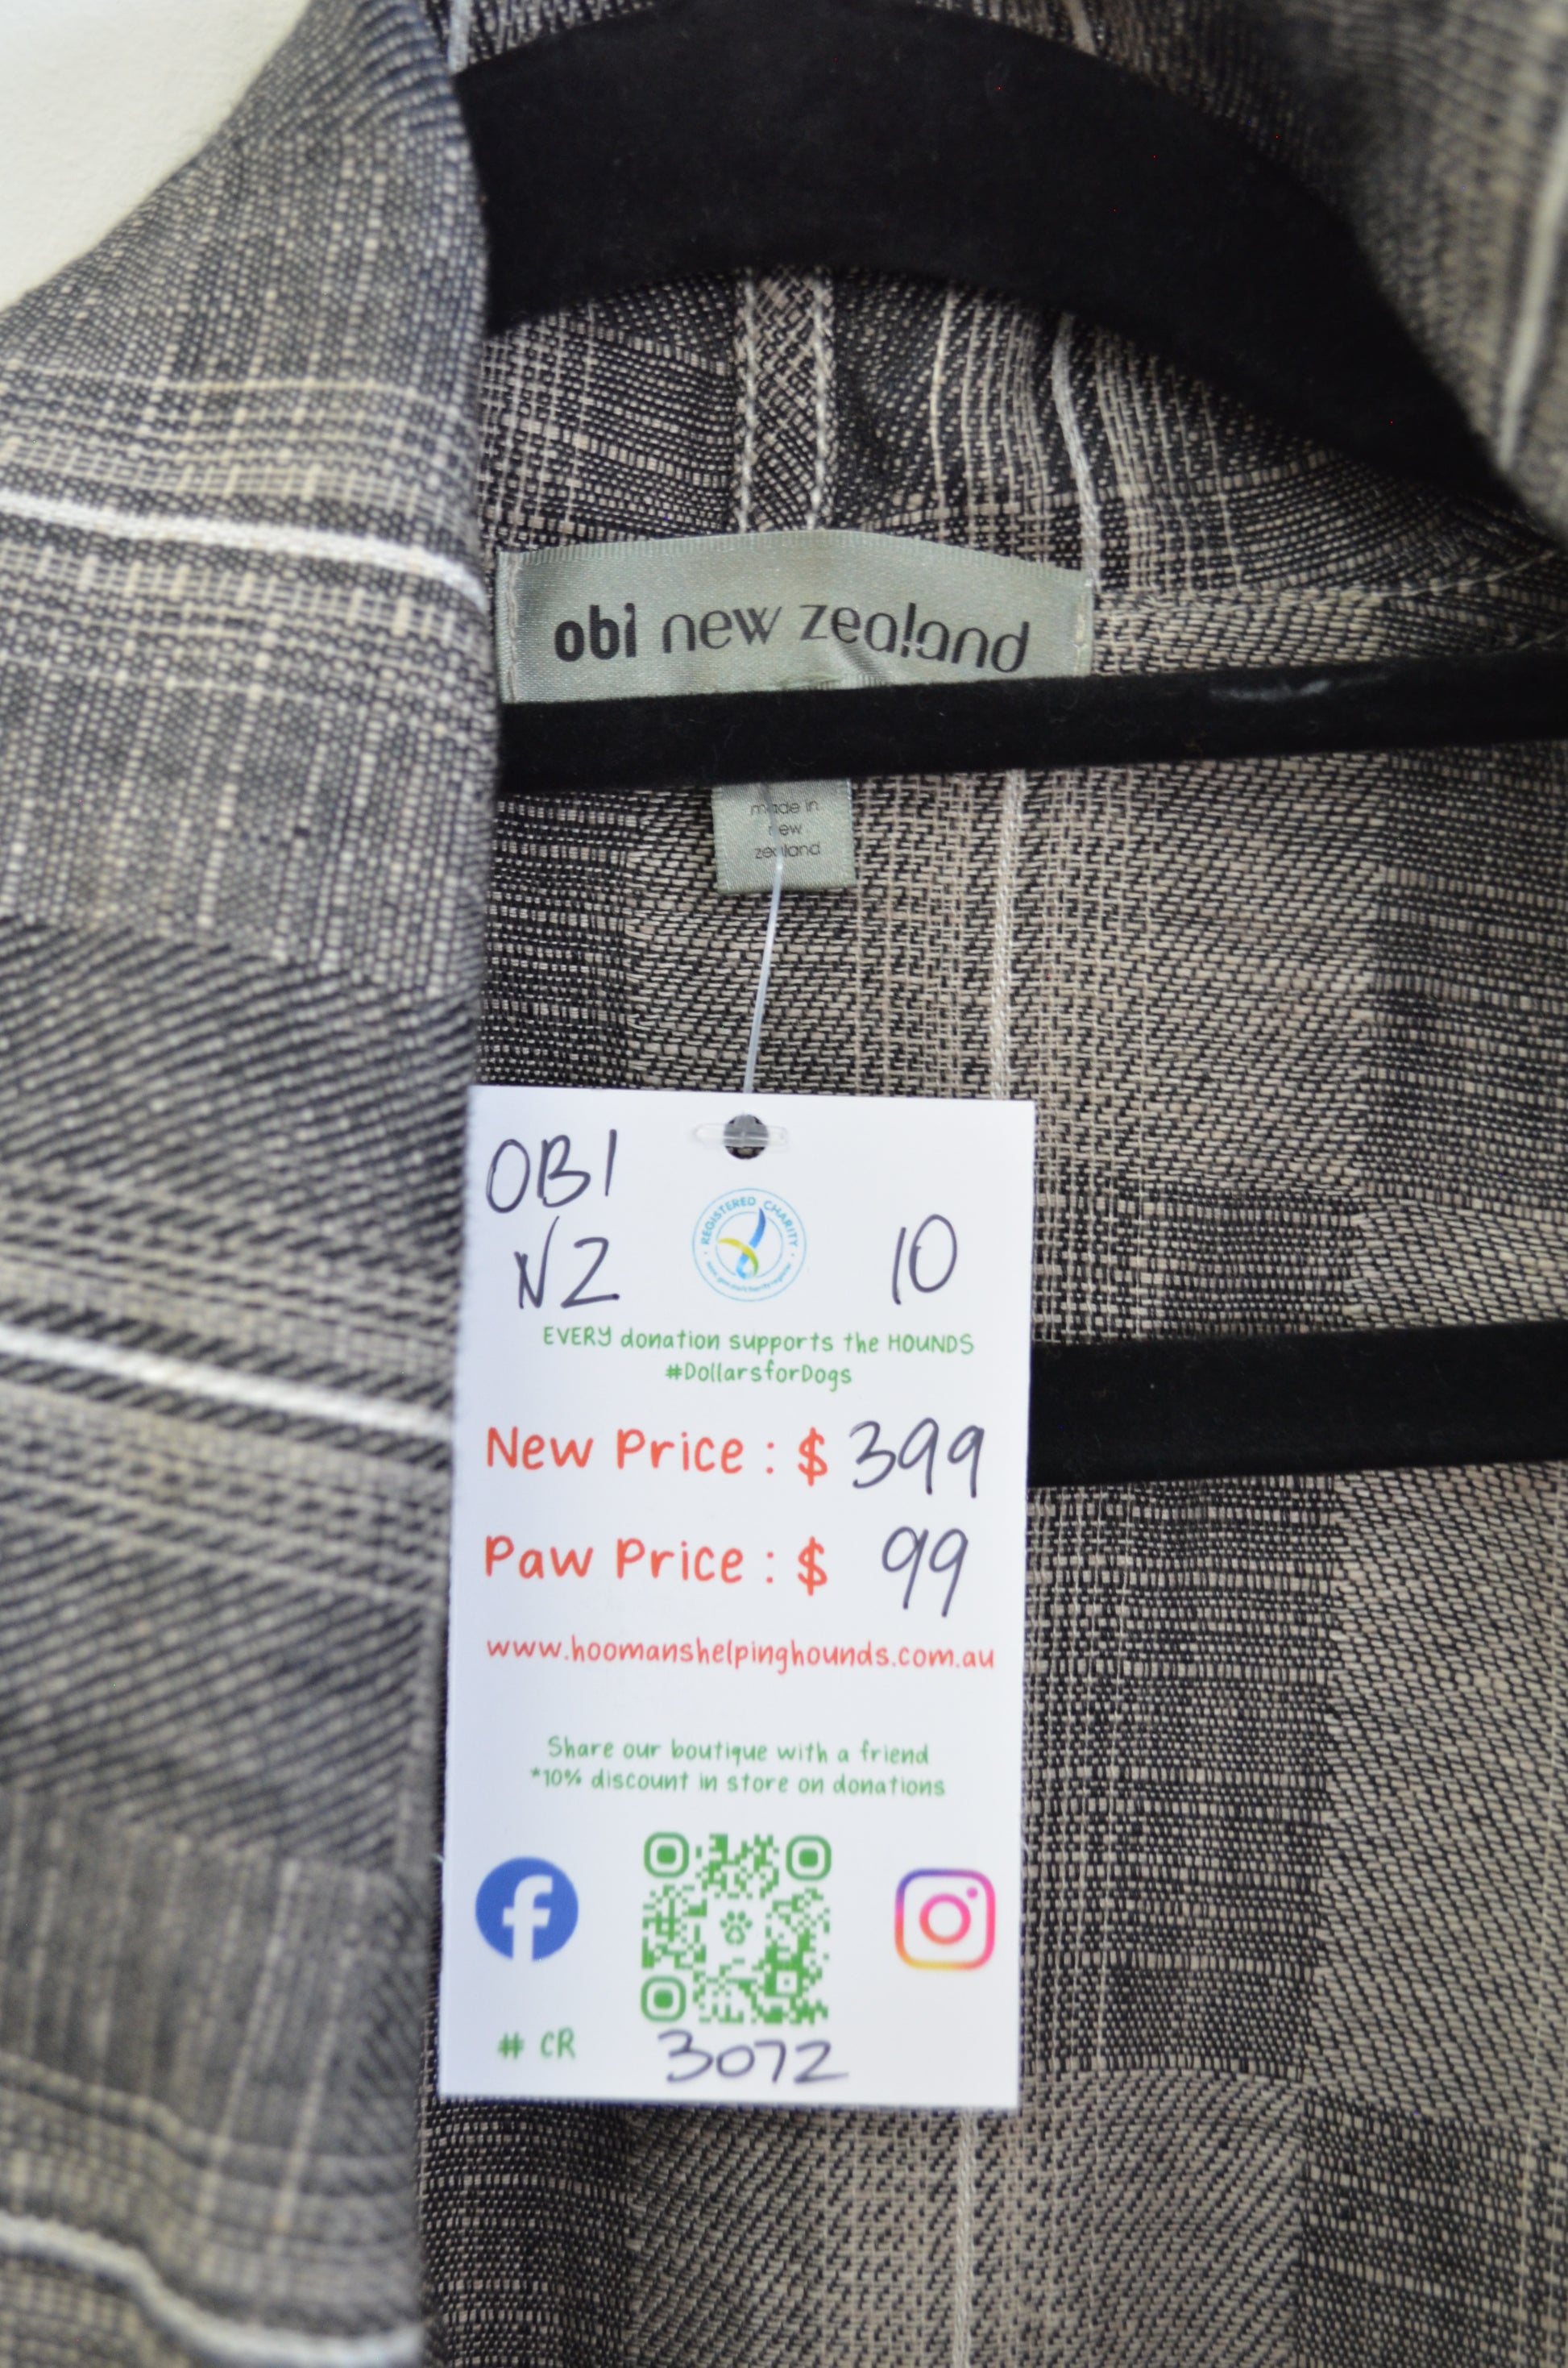 obi new zealand
made in
new
zealand
OBI
NZ
REGISTERED CHARITY
10
EVERY donation supports the HOUNDS
#DollarsforDogs
New Price : $ 399
Paw Price : $ 99
www.hoomanshelpinghounds.com.au
Share our boutique with a friend
*10% discount in store on donations
# CR 3072